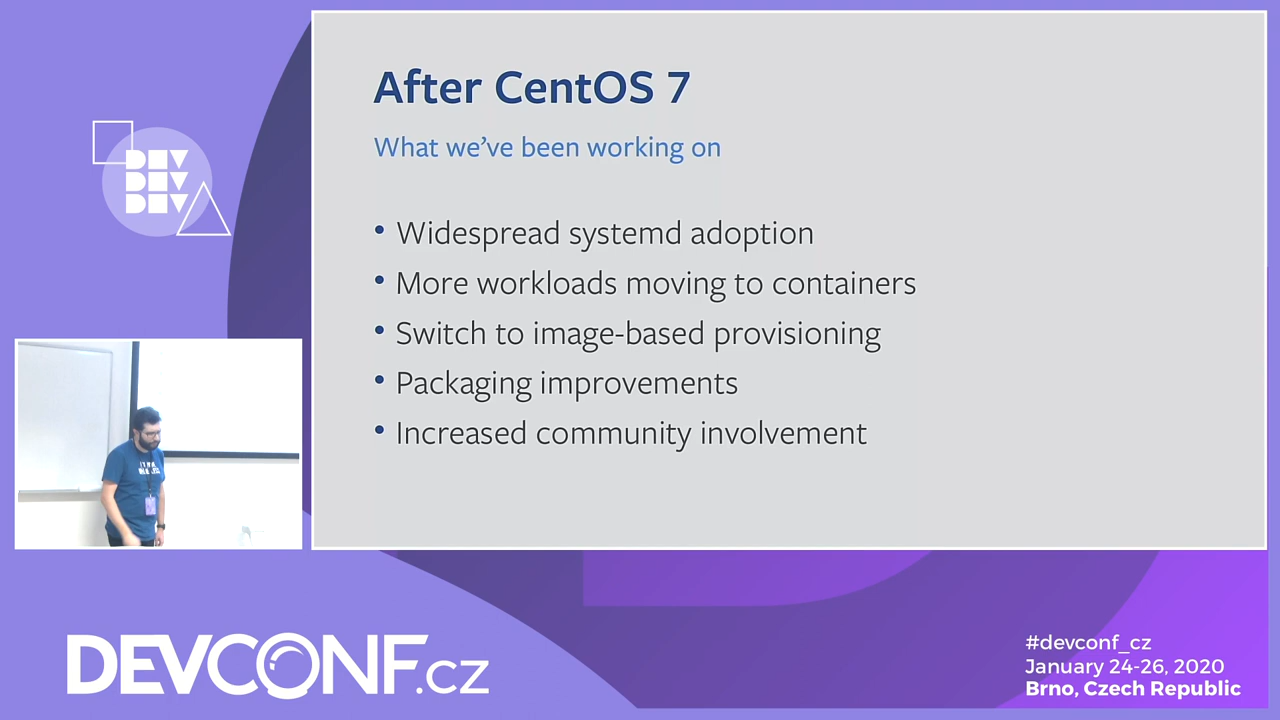 After CentOS 7
What we’ve been working on
• Widespread systemd adoption
• More workloads moving to containers
• Switch to image-based provisioning
• Packaging improvements
• Increased community involvement
DEV
DEV
DEV
DEVCONF.cz
#devconf_cz
January 24-26, 2020
Brno, Czech Republic